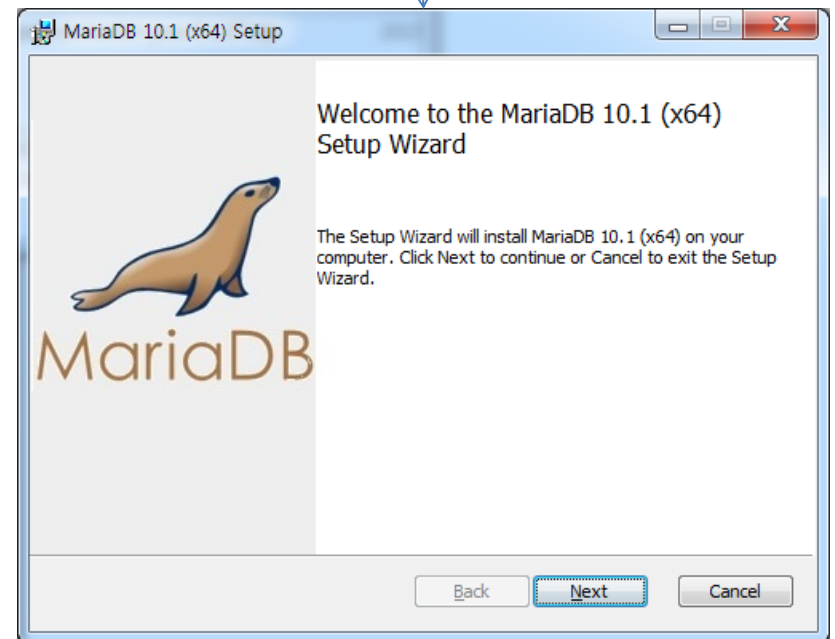 MariaDB 10.1 (x64) Setup
Welcome to the MariaDB 10.1 (x64)
Setup Wizard
The Setup Wizard will install MariaDB 10.1 (x64) on your
computer. Click Next to continue or Cancel to exit the Setup
Wizard.
MariaDB
Back Next Cancel